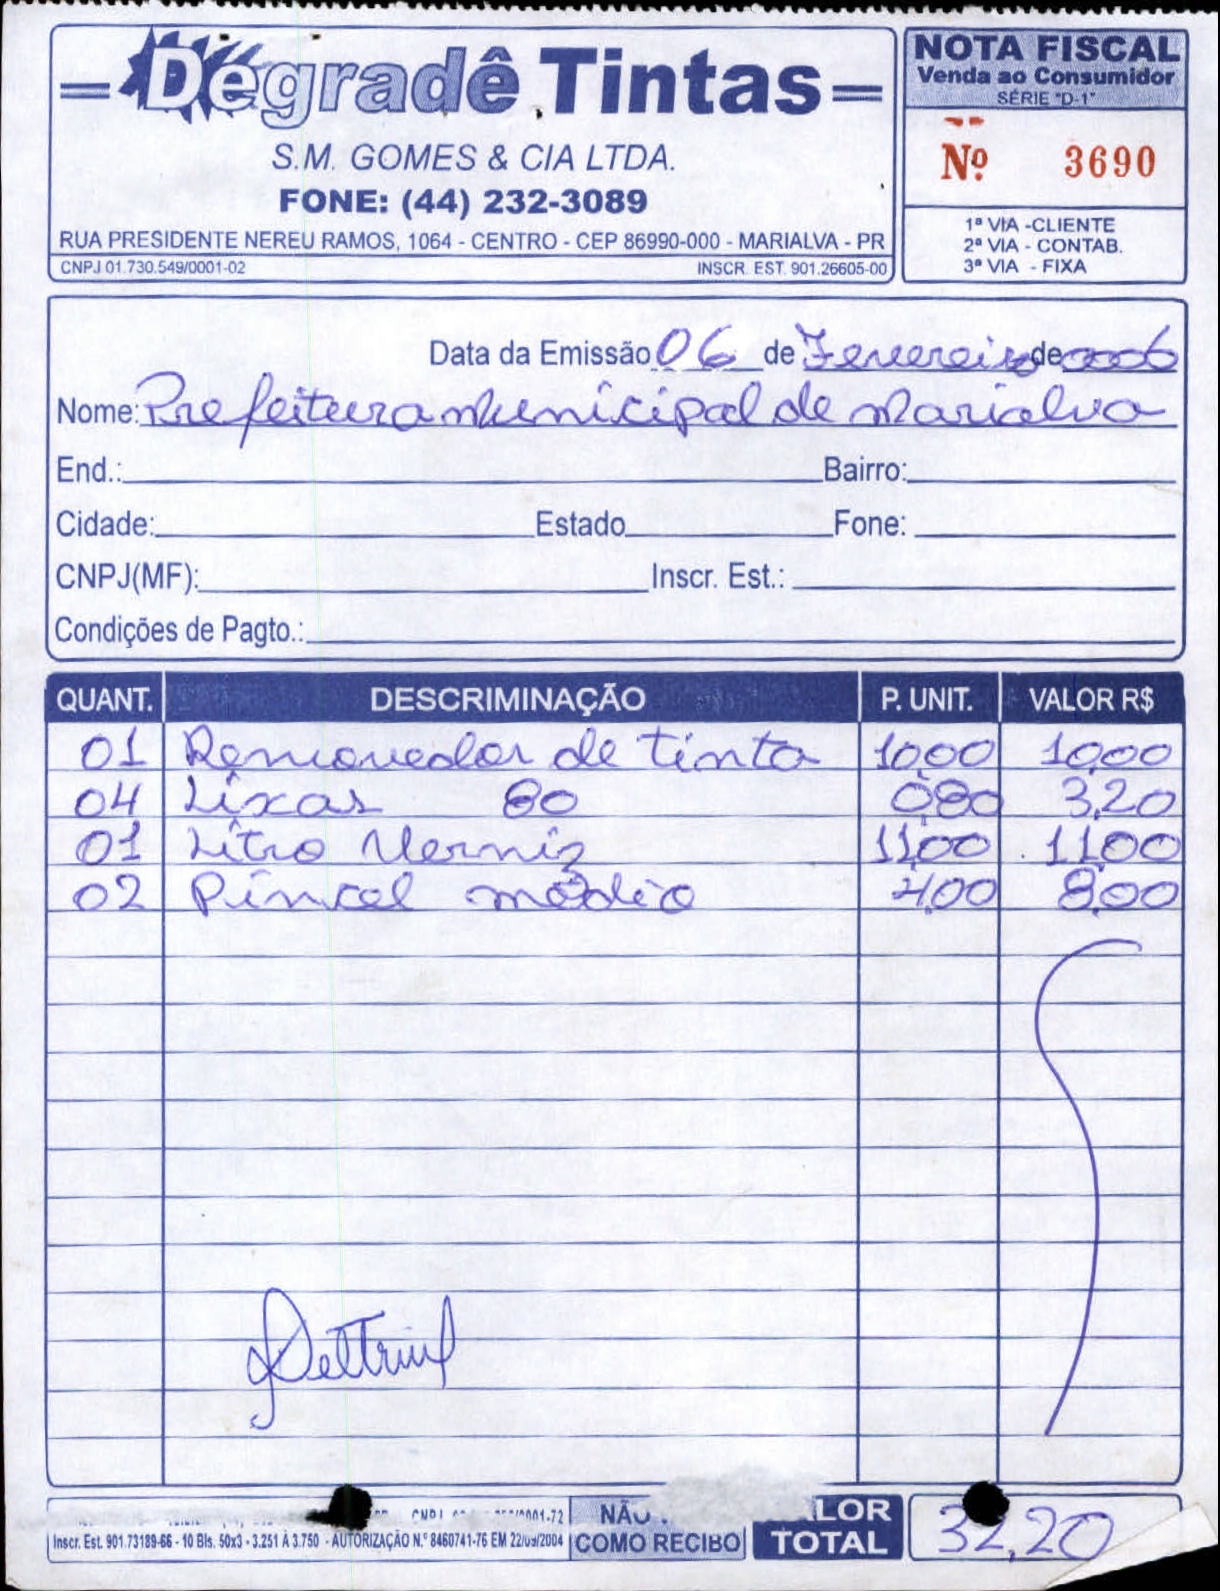 Degradê Tintas
S.M. GOMES & CIA LTDA.
FONE: (44) 232-3089
RUA PRESIDENTE NEREU RAMOS, 1064 - CENTRO - CEP 86990-000 - MARIALVA - PR
CNPJ 01.730.549/0001-02 INSCR. EST. 901.26605-00
NOTA FISCAL
Venda ao Consumidor
SÉRIE "D-1"
Nº 3690
1ª VIA -CLIENTE
2ª VIA - CONTAB.
3ª VIA - FIXA
Data da Emissão 06 de Fevereiro de 2006
Nome: Prefeitura Municipal de Marialva
End.: Bairro:
Cidade: Estado Fone:
CNPJ(MF): Inscr. Est.:
Condições de Pagto.:
QUANT. DESCRIMINAÇÃO P. UNIT. VALOR R$
01 Removedor de tinta 10,00 10,00
04 Lixas 80 0,80 3,20
01 Litro Verniz 11,00 11,00
02 Pincel médio 4,00 8,00
CNPJ /0001-72
Inscr. Est. 901.73189-66 - 10 Bls. 50x3 - 3.251 À 3.750 - AUTORIZAÇÃO N.º 8460741-76 EM 22/09/2004
NÃO
COMO RECIBO
VALOR
TOTAL
32,20